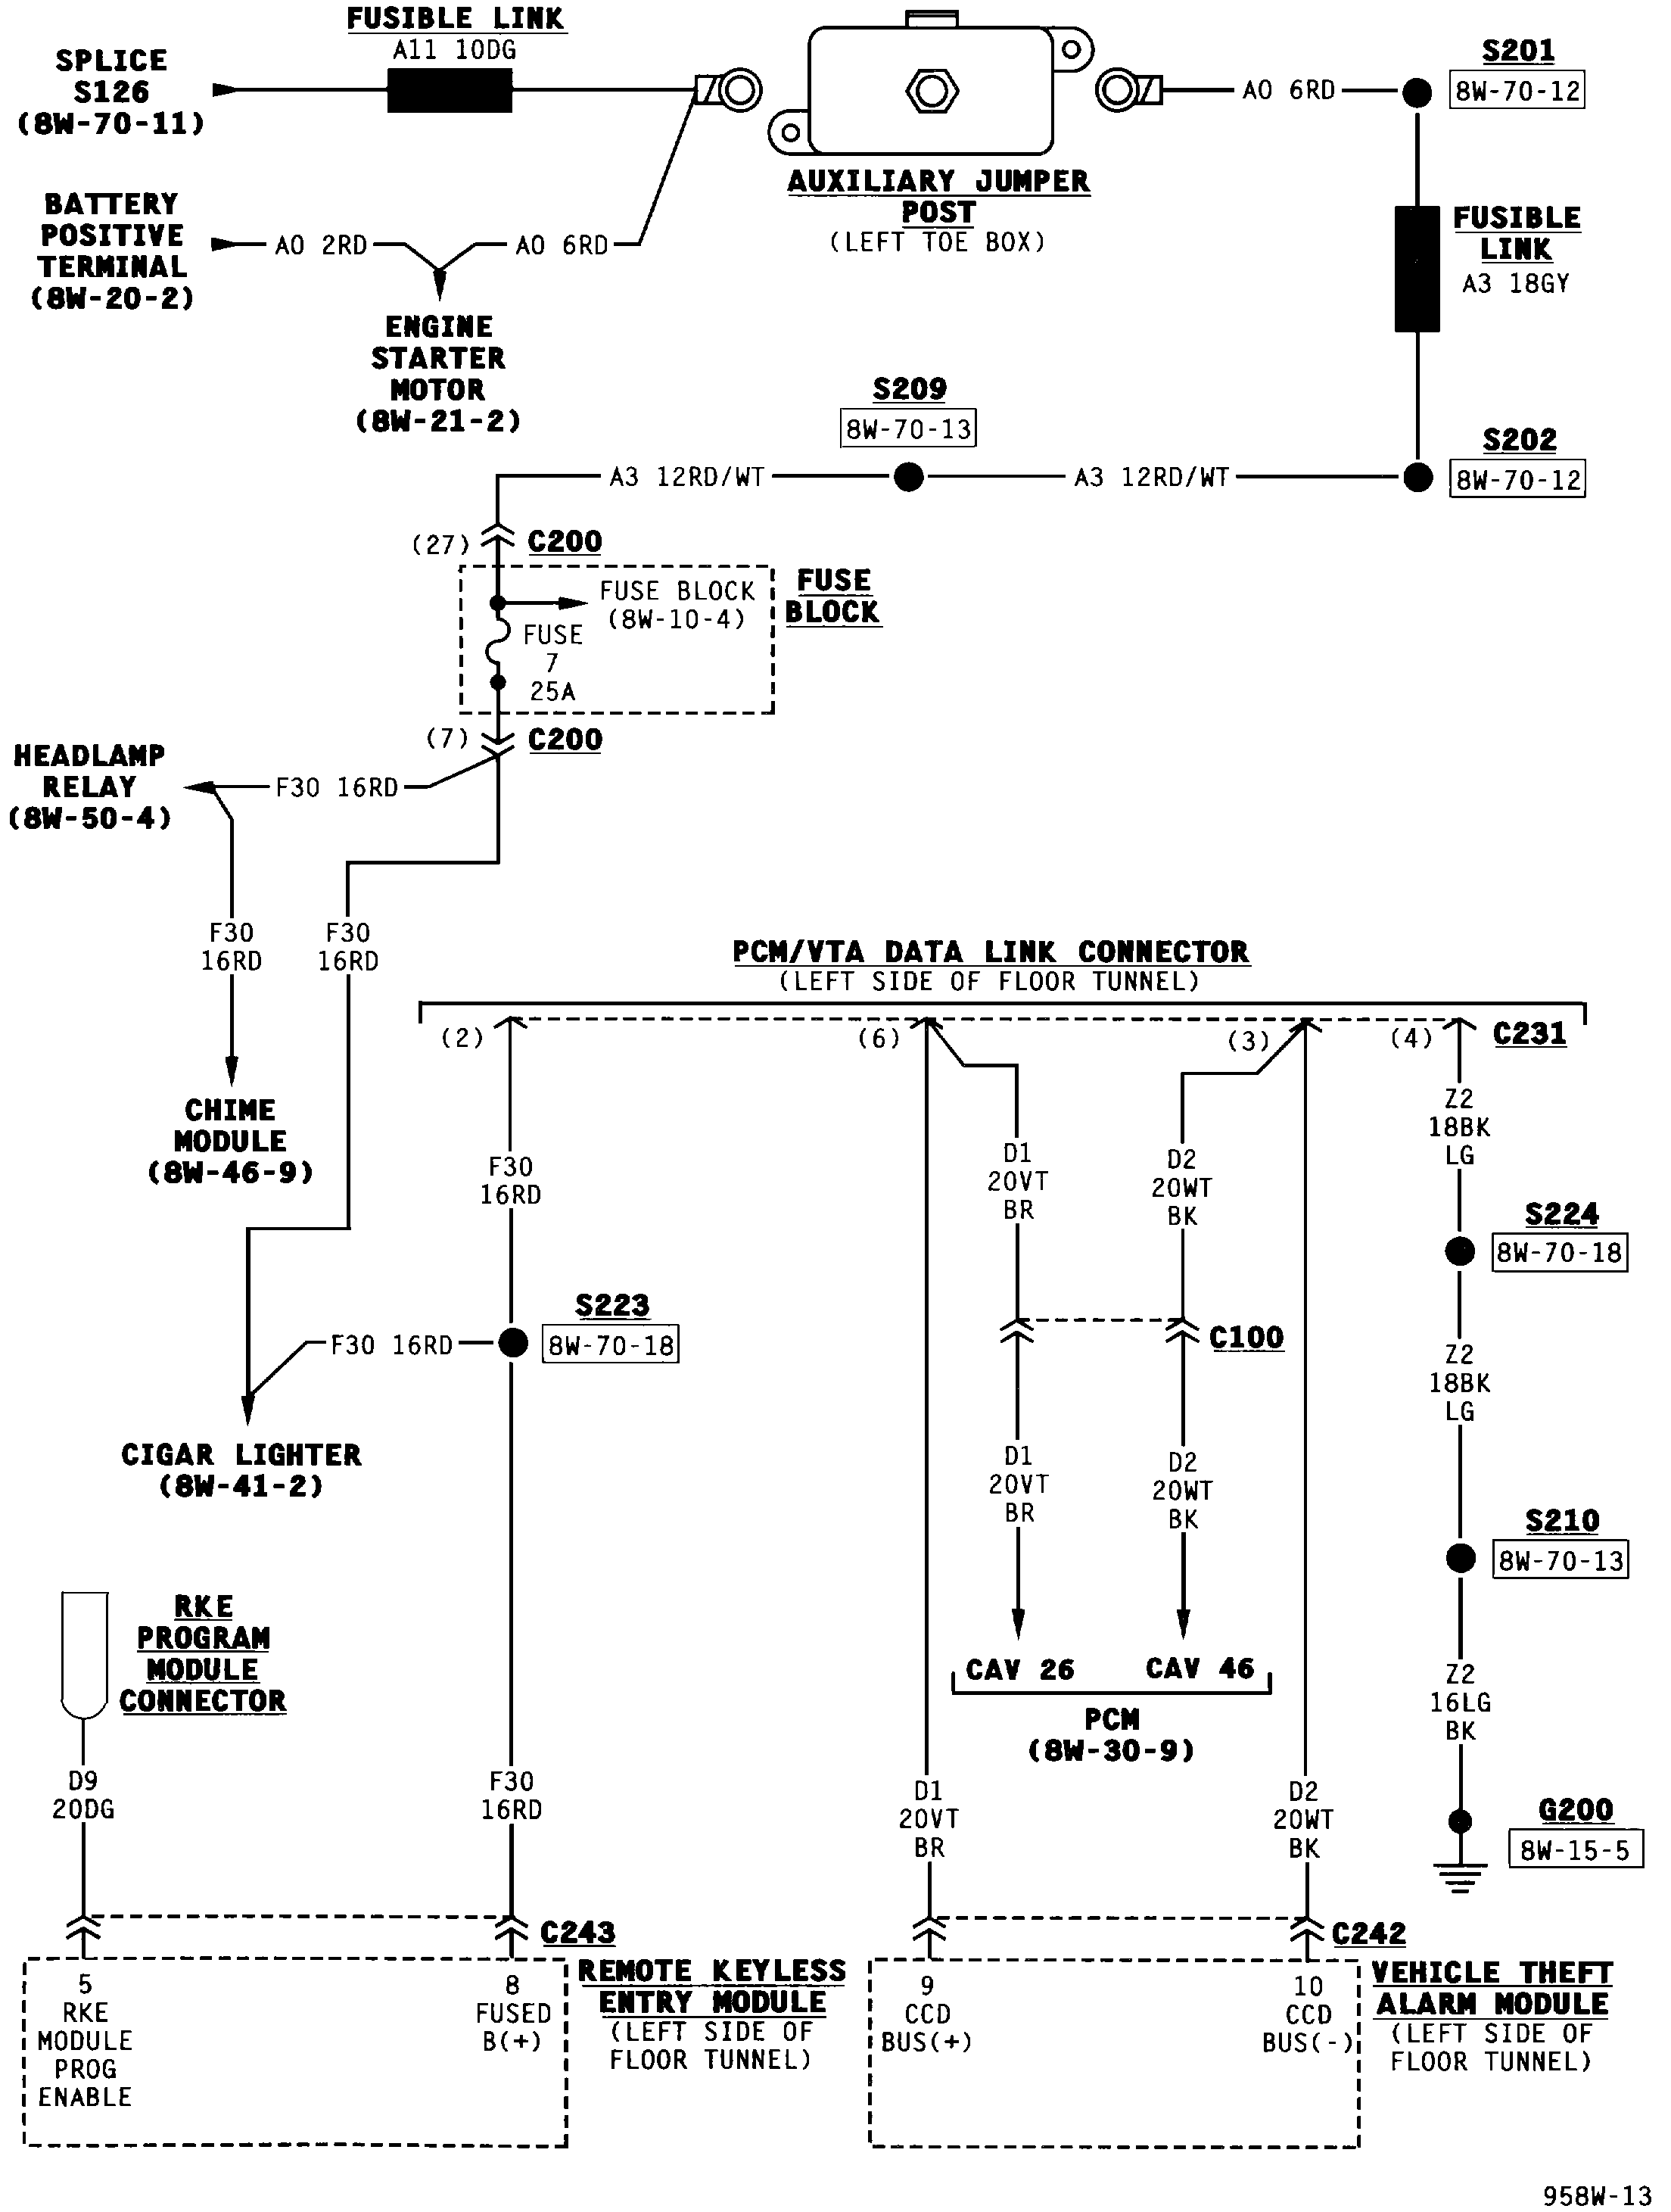 FUSIBLE LINK
A11 10DG
SPLICE
S126
(8W-70-11)
A0 6RD
S201
8W-70-12
AUXILIARY JUMPER
POST
(LEFT TOE BOX)
BATTERY
POSITIVE
TERMINAL
(8W-20-2)
A0 2RD
A0 6RD
FUSIBLE
LINK
A3 18GY
ENGINE
STARTER
MOTOR
(8W-21-2)
S209
8W-70-13
S202
8W-70-12
A3 12RD/WT
A3 12RD/WT
(27)
C200
FUSE BLOCK
(8W-10-4)
FUSE
BLOCK
FUSE
7
25A
(7)
C200
HEADLAMP
RELAY
(8W-50-4)
F30 16RD
F30
16RD
F30
16RD
PCM/VTA DATA LINK CONNECTOR
(LEFT SIDE OF FLOOR TUNNEL)
(2)
(6)
(3)
(4)
C231
CHIME
MODULE
(8W-46-9)
F30
16RD
D1
20VT
BR
D2
20WT
BK
Z2
18BK
LG
S224
8W-70-18
S223
8W-70-18
F30 16RD
C100
Z2
18BK
LG
CIGAR LIGHTER
(8W-41-2)
D1
20VT
BR
D2
20WT
BK
S210
8W-70-13
RKE
PROGRAM
MODULE
CONNECTOR
CAV 26
CAV 46
PCM
(8W-30-9)
Z2
16LG
BK
D9
20DG
F30
16RD
D1
20VT
BR
D2
20WT
BK
G200
8W-15-5
C243
C242
5
RKE
MODULE
PROG
ENABLE
8
FUSED
B(+)
REMOTE KEYLESS
ENTRY MODULE
(LEFT SIDE OF
FLOOR TUNNEL)
9
CCD
BUS(+)
10
CCD
BUS(-)
VEHICLE THEFT
ALARM MODULE
(LEFT SIDE OF
FLOOR TUNNEL)
958W-13